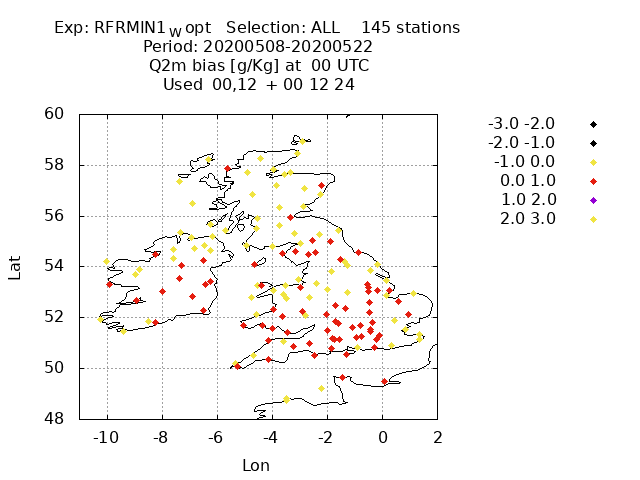 Exp: RFRMIN1_W opt Selection: ALL 145 stations
Period: 20200508-20200522
Q2m bias [g/Kg] at 00 UTC
Used 00,12 + 00 12 24
60
58
56
54
52
50
48
Lat
-10 -8 -6 -4 -2 0 2
Lon
-3.0 -2.0
-2.0 -1.0
-1.0 0.0
0.0 1.0
1.0 2.0
2.0 3.0